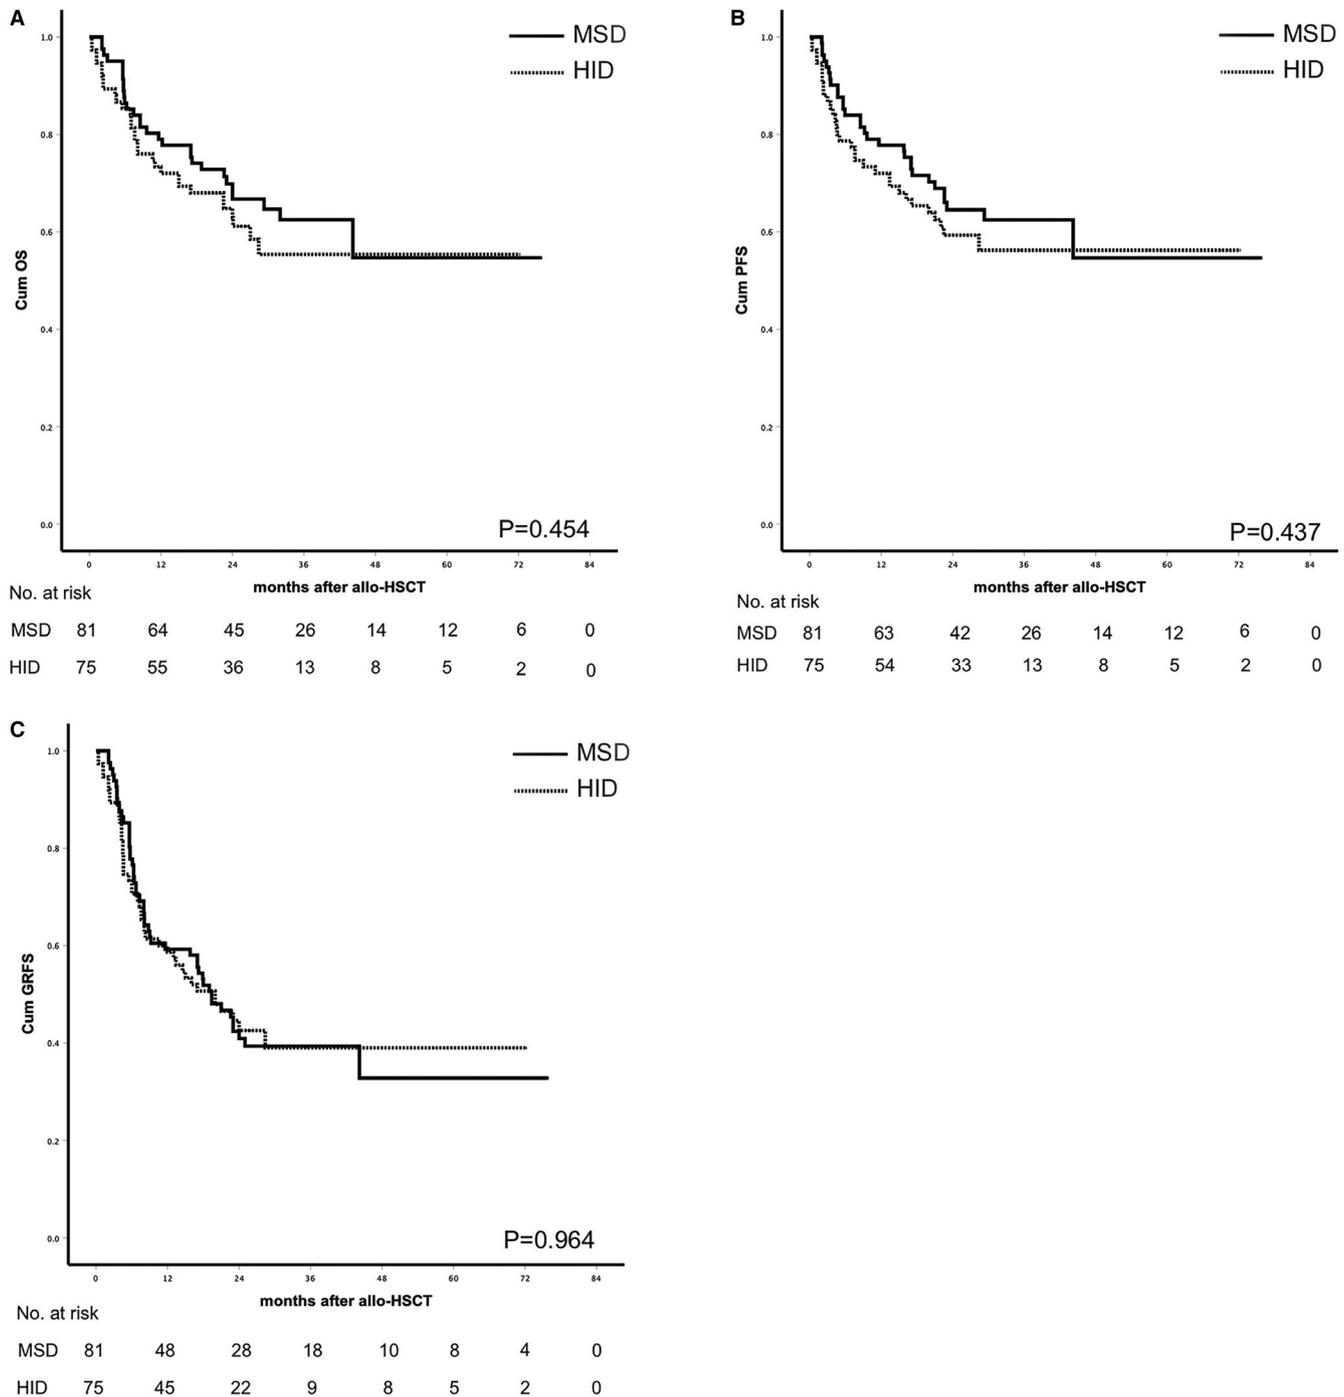 A
MSD
HID
1.0
0.8
0.6
0.4
0.2
0.0
Cum OS
P=0.454
0 12 24 36 48 60 72 84
months after allo-HSCT
No. at risk
MSD 81 64 45 26 14 12 6 0
HID 75 55 36 13 8 5 2 0
B
MSD
HID
1.0
0.8
0.6
0.4
0.2
0.0
Cum PFS
P=0.437
0 12 24 36 48 60 72 84
months after allo-HSCT
No. at risk
MSD 81 63 42 26 14 12 6 0
HID 75 54 33 13 8 5 2 0
C
MSD
HID
1.0
0.8
0.6
0.4
0.2
0.0
Cum GRFS
P=0.964
0 12 24 36 48 60 72 84
months after allo-HSCT
No. at risk
MSD 81 48 28 18 10 8 4 0
HID 75 45 22 9 8 5 2 0